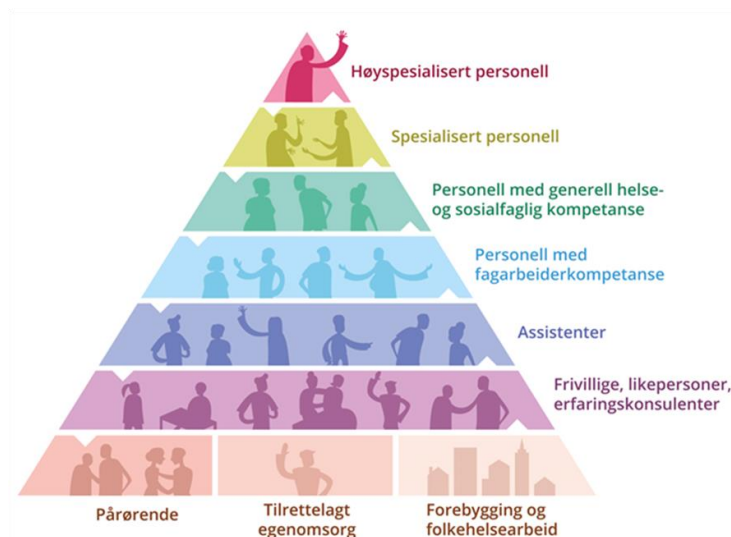 Høyspesialisert personell
Spesialisert personell
Personell med generell helse-
og sosialfaglig kompetanse
Personell med
fagarbeiderkompetanse
Assistenter
Frivillige, likepersoner,
erfaringskonsulenter
Pårørende
Tilrettelagt
egenomsorg
Forebygging og
folkehelsearbeid